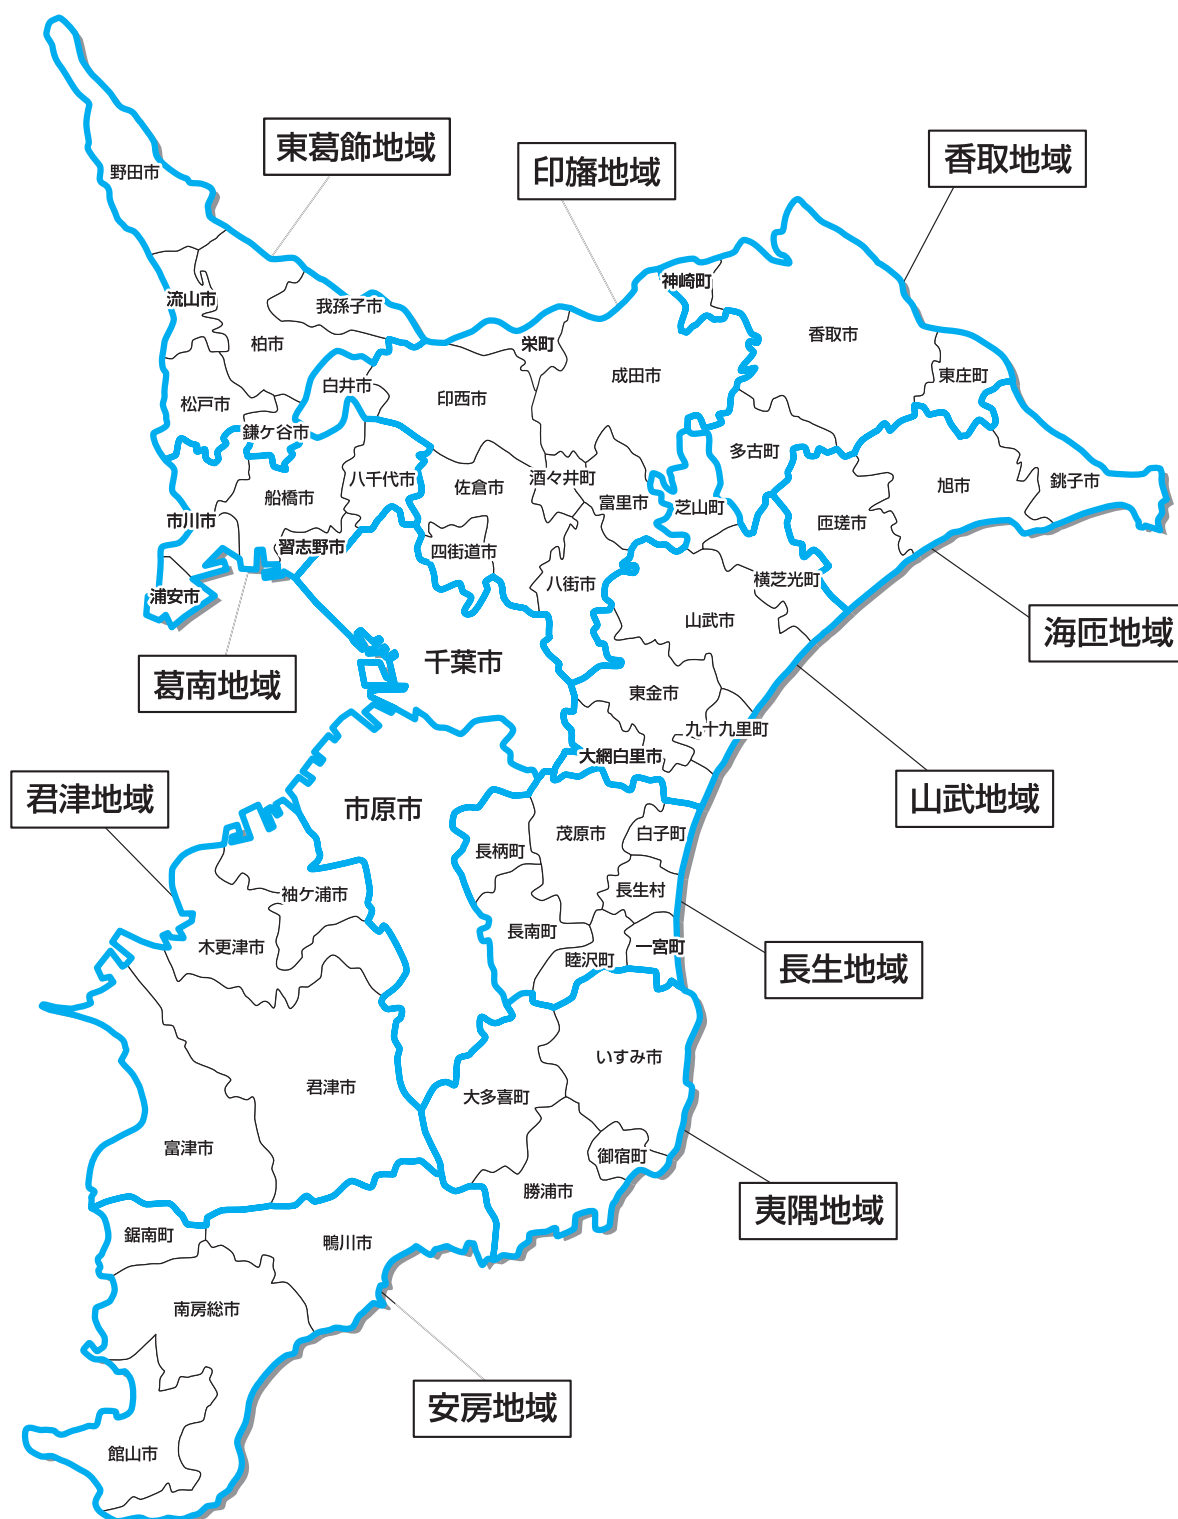 東葛飾地域
香取地域
印旛地域
野田市
神崎町
流山市
我孫子市
香取市
柏市
栄町
成田市
東庄町
白井市
印西市
松戸市
鎌ケ谷市
多古町
八千代市
佐倉市
酒々井町
銚子市
旭市
船橋市
富里市
芝山町
市川市
匝瑳市
習志野市
四街道市
横芝光町
八街市
浦安市
山武市
海匝地域
千葉市
葛南地域
東金市
九十九里町
大網白里市
君津地域
山武地域
市原市
茂原市
白子町
長柄町
長生村
袖ケ浦市
長南町
木更津市
一宮町
睦沢町
長生地域
いすみ市
君津市
大多喜町
富津市
御宿町
勝浦市
夷隅地域
鋸南町
鴨川市
南房総市
安房地域
館山市